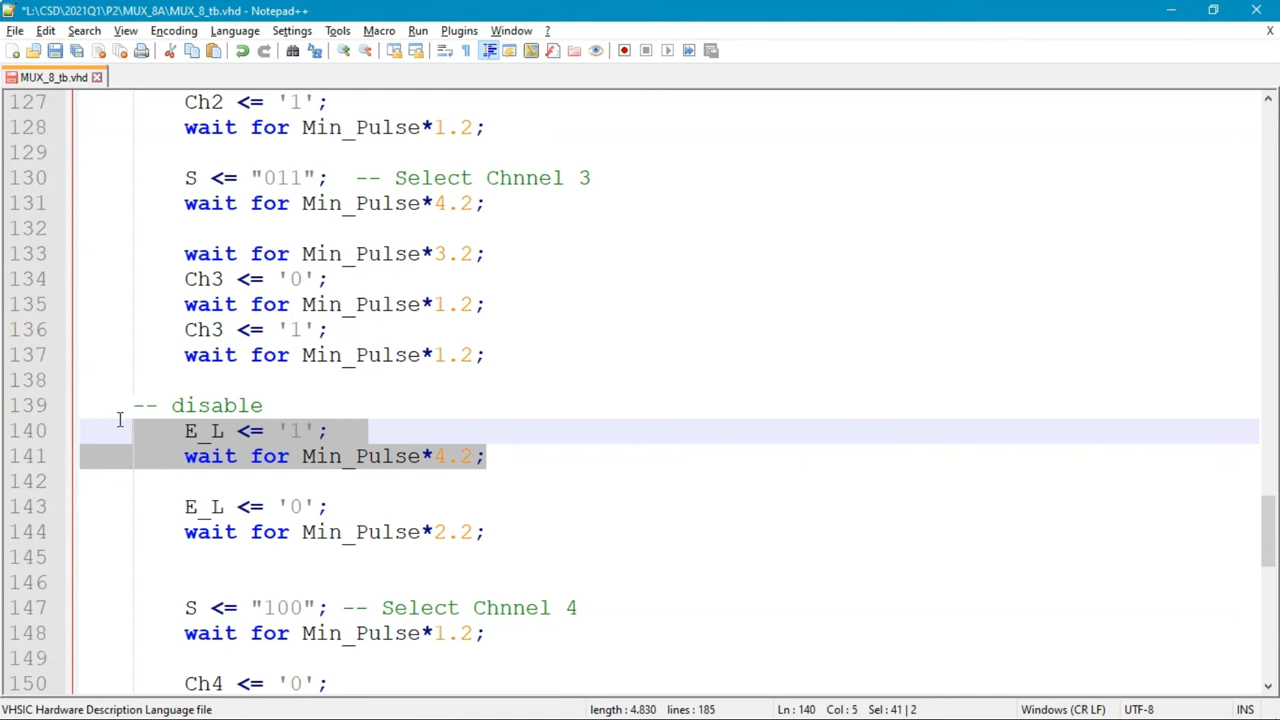 *L:\CSD\2021Q1\P2\MUX_8A\MUX_8_tb.vhd - Notepad++
File Edit Search View Encoding Language Settings Tools Macro Run Plugins Window ? X
MUX_8_tb.vhd
127 Ch2 <= '1';
128 wait for Min_Pulse*1.2;
129
130 S <= "011"; -- Select Chnnel 3
131 wait for Min_Pulse*4.2;
132
133 wait for Min_Pulse*3.2;
134 Ch3 <= '0';
135 wait for Min_Pulse*1.2;
136 Ch3 <= '1';
137 wait for Min_Pulse*1.2;
138
139 -- disable
140 E_L <= '1';
141 wait for Min_Pulse*4.2;
142
143 E_L <= '0';
144 wait for Min_Pulse*2.2;
145
146
147 S <= "100"; -- Select Chnnel 4
148 wait for Min_Pulse*1.2;
149
150 Ch4 <= '0';
VHSIC Hardware Description Language file length : 4.830 lines : 185 Ln : 140 Col : 5 Sel : 41 | 2 Windows (CR LF) UTF-8 INS